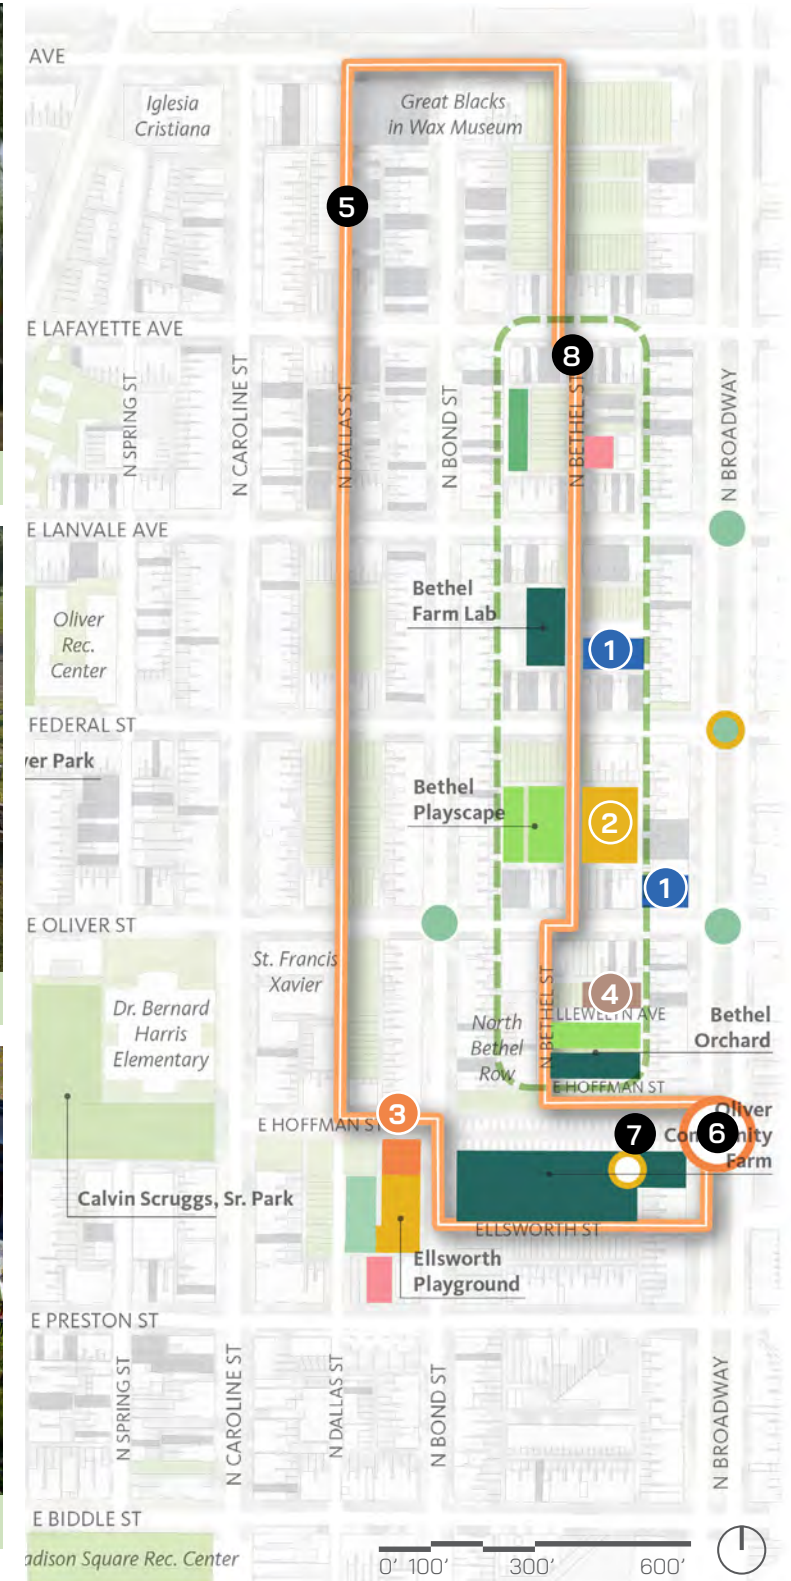 AVE
Iglesia
Cristiana
Great Blacks
in Wax Museum
5
E LAFAYETTE AVE
8
N SPRING ST
N CAROLINE ST
N DALLAS ST
N BOND ST
N BETHEL ST
N BROADWAY
E LANVALE AVE
Bethel
Farm Lab
Oliver
Rec.
Center
1
FEDERAL ST
ver Park
Bethel
Playscape
2
1
E OLIVER ST
St. Francis
Xavier
N BETHEL ST
4
Dr. Bernard
Harris
Elementary
North
Bethel
Row
LLEWELYN AVE
Bethel
Orchard
E HOFFMAN ST
3
E HOFFMAN ST
7
6
Oliver
Community
Farm
Calvin Scruggs, Sr. Park
ELLSWORTH ST
Ellsworth
Playground
E PRESTON ST
N SPRING ST
N CAROLINE ST
N DALLAS ST
N BOND ST
N BROADWAY
E BIDDLE ST
adison Square Rec. Center
0' 100' 300' 600'